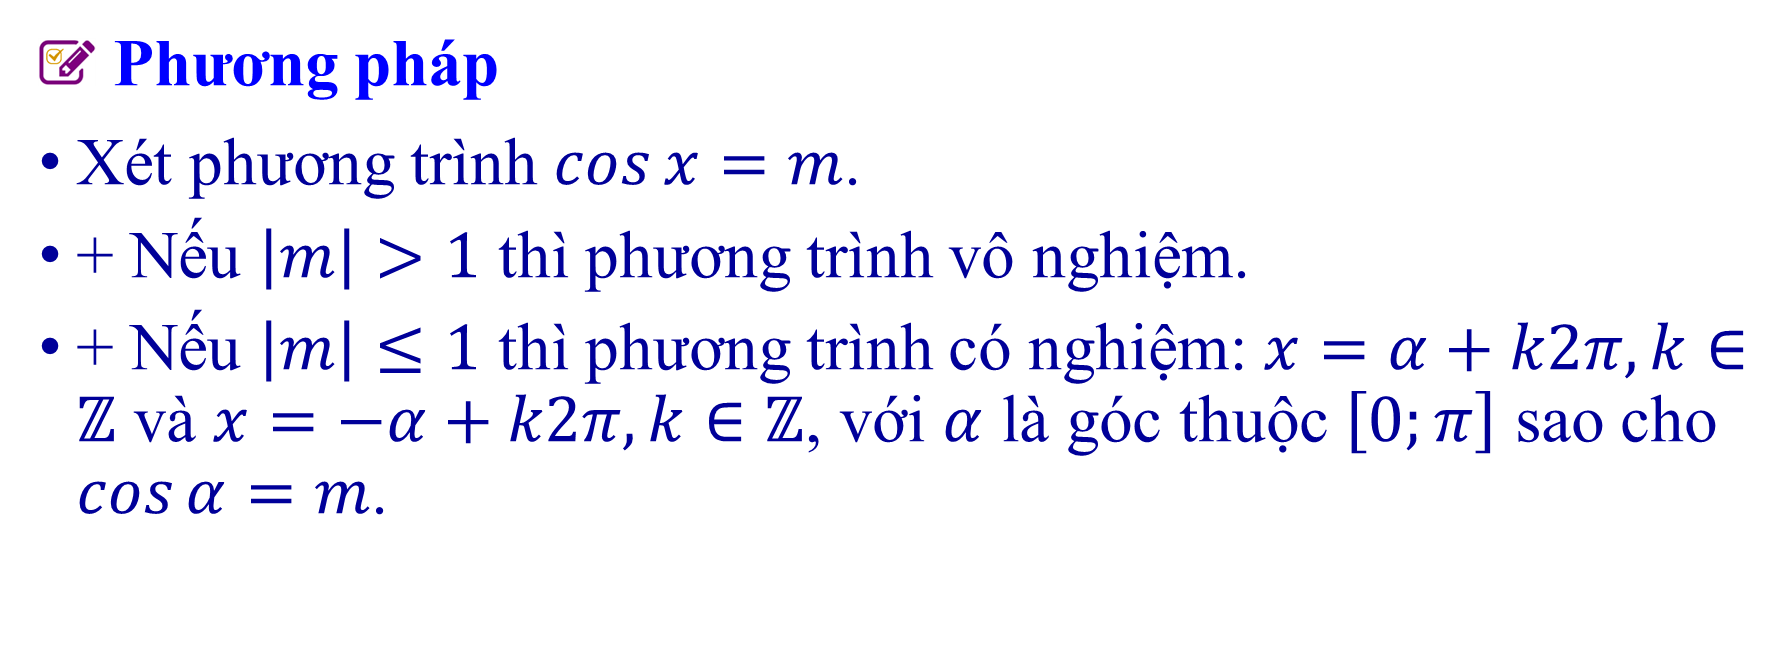 Phương pháp
• Xét phương trình cos x = m.
• + Nếu |m| > 1 thì phương trình vô nghiệm.
• + Nếu |m| ≤ 1 thì phương trình có nghiệm: x = α + k2π, k ∈
ℤ và x = −α + k2π, k ∈ ℤ, với α là góc thuộc [0; π] sao cho
cos α = m.